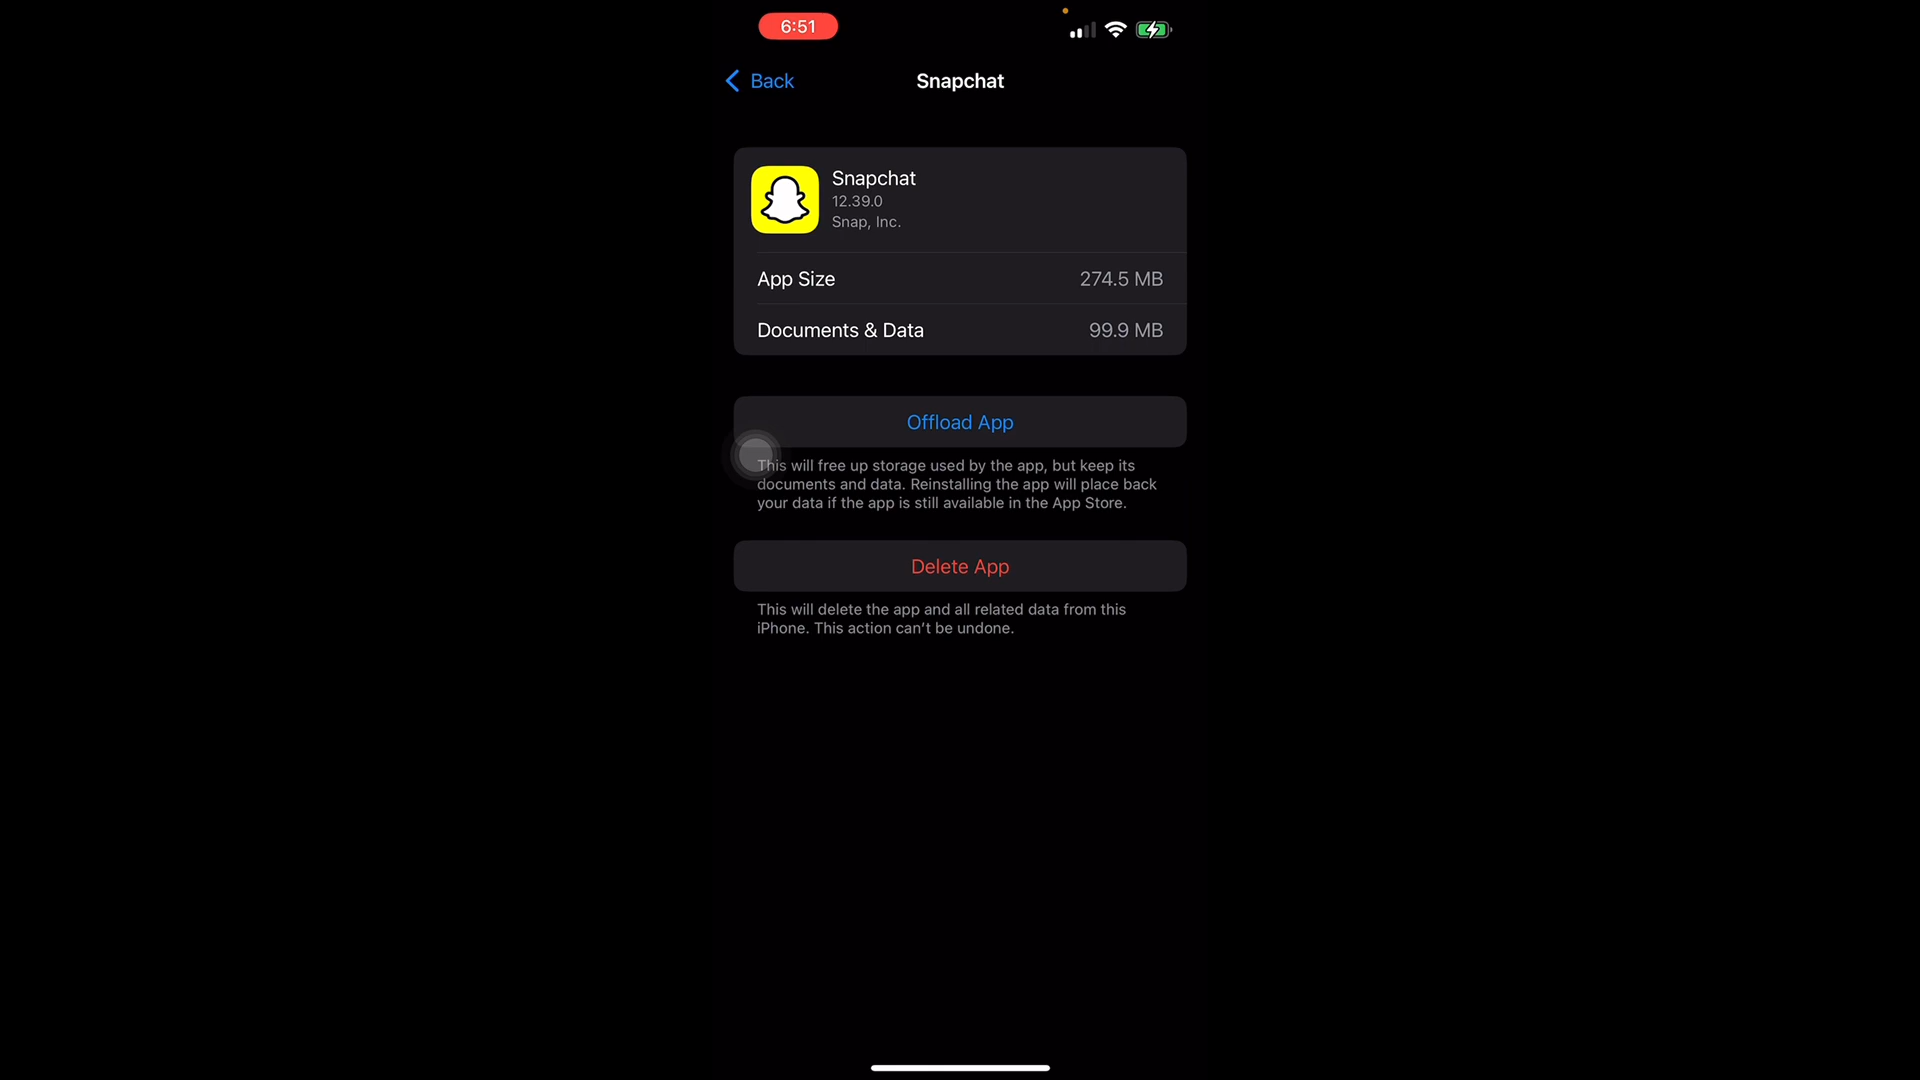 6:51
Back
Snapchat
Snapchat
12.39.0
Snap, Inc.
App Size 274.5 MB
Documents & Data 99.9 MB
Offload App
This will free up storage used by the app, but keep its
documents and data. Reinstalling the app will place back
your data if the app is still available in the App Store.
Delete App
This will delete the app and all related data from this
iPhone. This action can’t be undone.